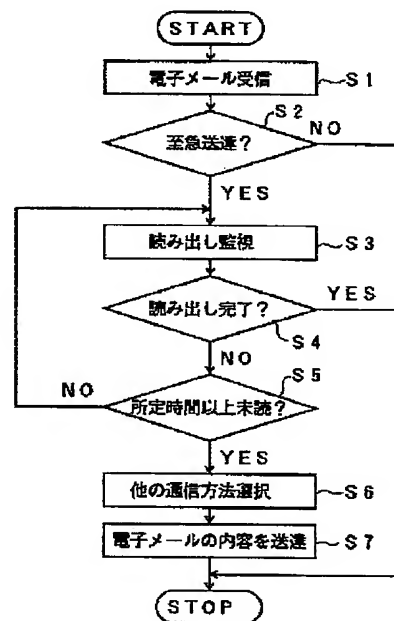 START
電子メール受信
S1
S2
至急送達？
NO
YES
読み出し監視
S3
読み出し完了？
YES
S4
NO
S5
NO
所定時間以上未読？
YES
他の通信方法選択
S6
電子メールの内容を送達
S7
STOP